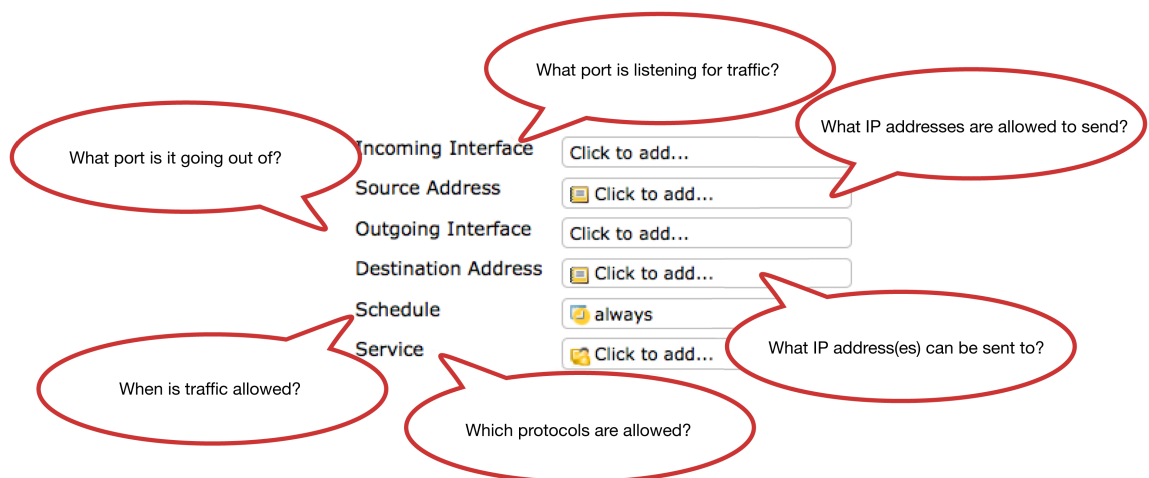 What port is listening for traffic?
What IP addresses are allowed to send?
What port is it going out of?
Incoming Interface Click to add...
Source Address Click to add...
Outgoing Interface Click to add...
Destination Address Click to add...
Schedule always
What IP address(es) can be sent to?
Service Click to add...
When is traffic allowed?
Which protocols are allowed?